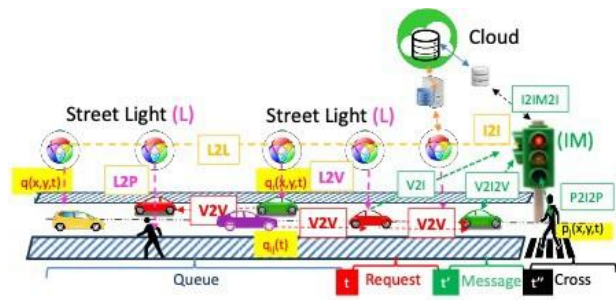 Cloud
I2IM2I
Street Light (L)
Street Light (L)
L2L
I2I
(IM)
q(x,y,t)
L2P
q(x,y,t)
L2V
V2I
V2I2V
P2I2P
V2V
V2V
V2V
q (t)
p (x,y,t)
Queue
t Request
t' Message
t" Cross